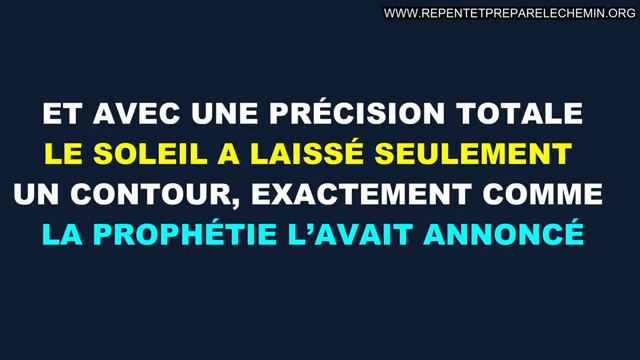 WWW.REPENTETPREPARELECHEMIN.ORG
ET AVEC UNE PRÉCISION TOTALE
LE SOLEIL A LAISSÉ SEULEMENT
UN CONTOUR, EXACTEMENT COMME
LA PROPHÉTIE L’AVAIT ANNONCÉ